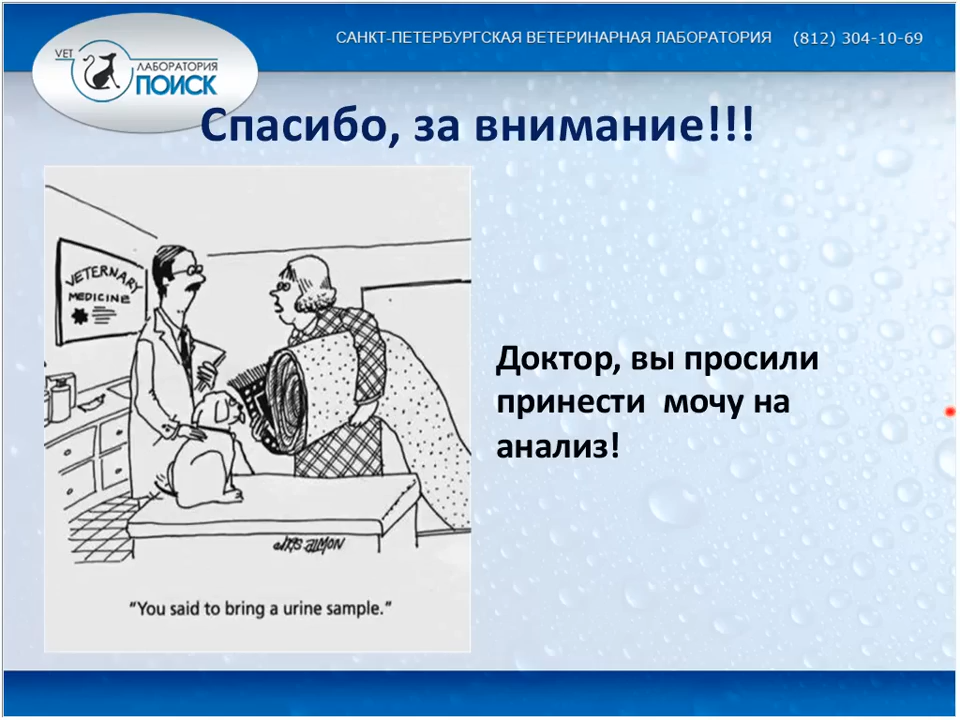 VET
ЛАБОРАТОРИЯ
ПОИСК
САНКТ-ПЕТЕРБУРГСКАЯ ВЕТЕРИНАРНАЯ ЛАБОРАТОРИЯ (812) 304-10-69
Спасибо, за внимание!!!
VETERNARY
MEDICINE
Доктор, вы просили
принести мочу на
анализ!
"You said to bring a urine sample."